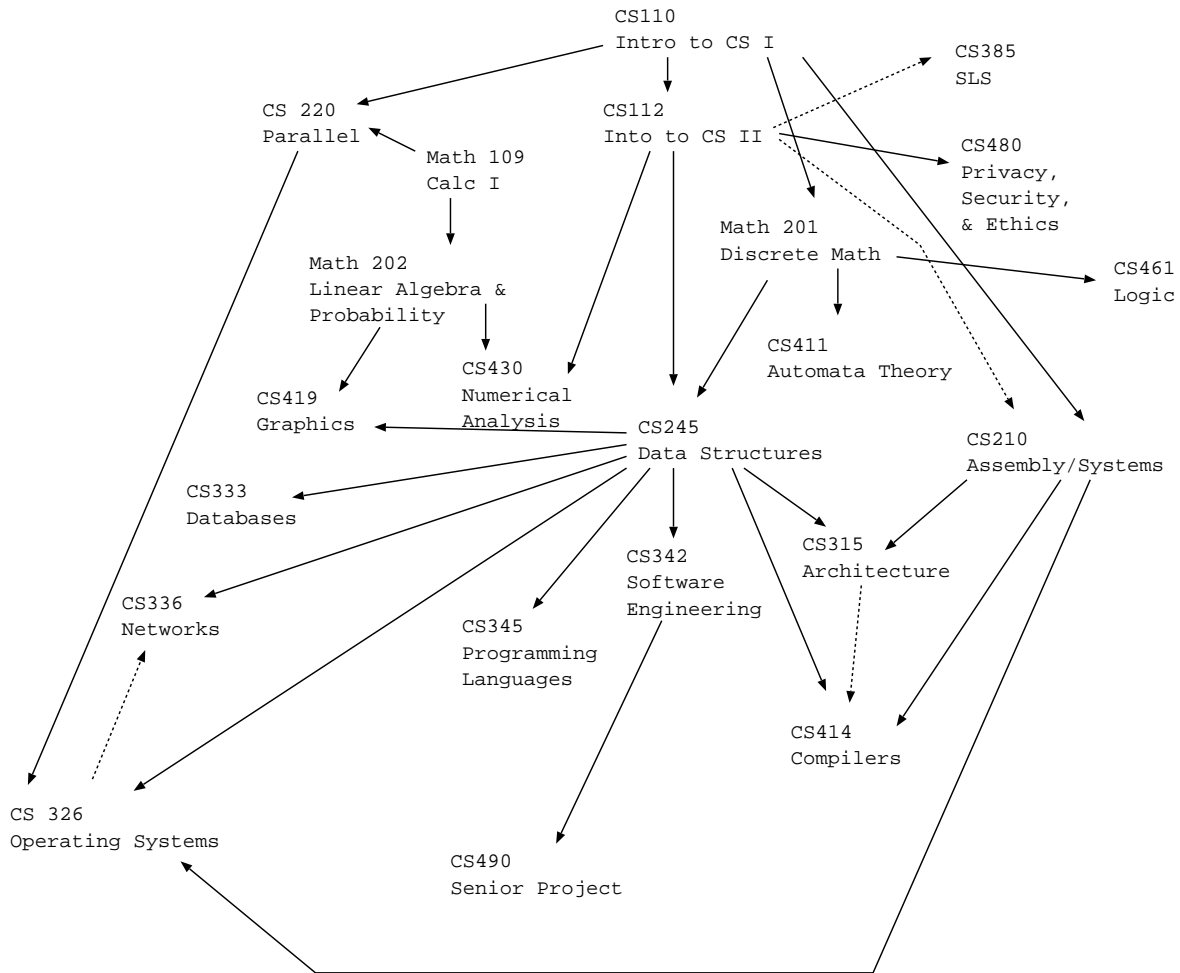 CS110
Intro to CS I
CS385
SLS
CS 220
Parallel
CS112
Into to CS II
Math 109
Calc I
CS480
Privacy,
Security,
& Ethics
Math 201
Discrete Math
Math 202
Linear Algebra &
Probability
CS461
Logic
CS411
Automata Theory
CS430
Numerical
Analysis
CS419
Graphics
CS245
Data Structures
CS210
Assembly/Systems
CS333
Databases
CS315
Architecture
CS342
Software
Engineering
CS336
Networks
CS345
Programming
Languages
CS414
Compilers
CS 326
Operating Systems
CS490
Senior Project